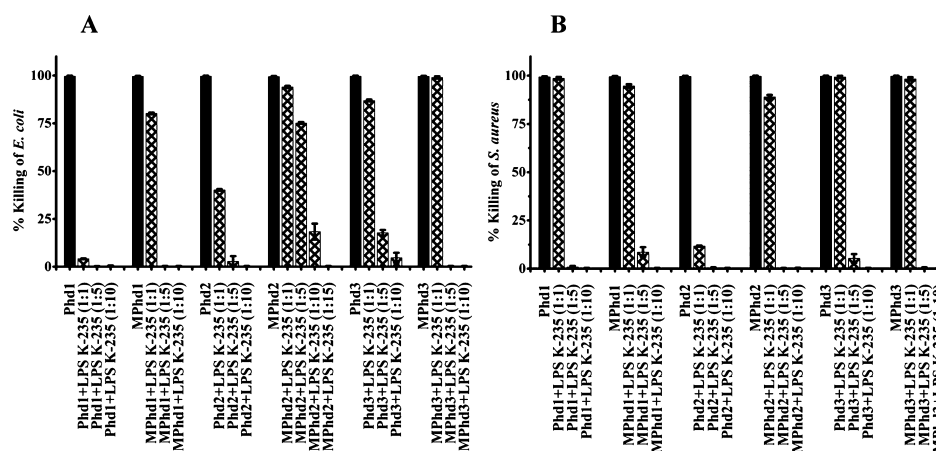 A
% Killing of E. coli
100
75
50
25
0
Phd1
Phd1+LPS K-235 (1:1)
Phd1+LPS K-235 (1:5)
Phd1+LPS K-235 (1:10)
MPhd1
MPhd1+LPS K-235 (1:1)
MPhd1+LPS K-235 (1:5)
MPhd1+LPS K-235 (1:10)
Phd2
Phd2+LPS K-235 (1:1)
Phd2+LPS K-235 (1:5)
Phd2+LPS K-235 (1:10)
MPhd2
MPhd2+LPS K-235 (1:1)
MPhd2+LPS K-235 (1:5)
MPhd2+LPS K-235 (1:10)
MPhd2+LPS K-235 (1:15)
Phd3
Phd3+LPS K-235 (1:1)
Phd3+LPS K-235 (1:5)
Phd3+LPS K-235 (1:10)
MPhd3
MPhd3+LPS K-235 (1:1)
MPhd3+LPS K-235 (1:5)
MPhd3+LPS K-235 (1:10)
B
% Killing of S. aureus
100
75
50
25
0
Phd1
Phd1+LPS K-235 (1:1)
Phd1+LPS K-235 (1:5)
Phd1+LPS K-235 (1:10)
MPhd1
MPhd1+LPS K-235 (1:1)
MPhd1+LPS K-235 (1:5)
MPhd1+LPS K-235 (1:10)
Phd2
Phd2+LPS K-235 (1:1)
Phd2+LPS K-235 (1:5)
Phd2+LPS K-235 (1:10)
MPhd2
MPhd2+LPS K-235 (1:1)
MPhd2+LPS K-235 (1:5)
MPhd2+LPS K-235 (1:10)
Phd3
Phd3+LPS K-235 (1:1)
Phd3+LPS K-235 (1:5)
Phd3+LPS K-235 (1:10)
MPhd3
MPhd3+LPS K-235 (1:1)
MPhd3+LPS K-235 (1:5)